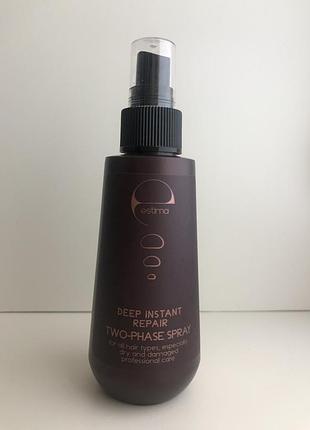 estima
DEEP INSTANT
REPAIR
TWO-PHASE SPRAY
for all hair types, especially
dry and damaged
professional care